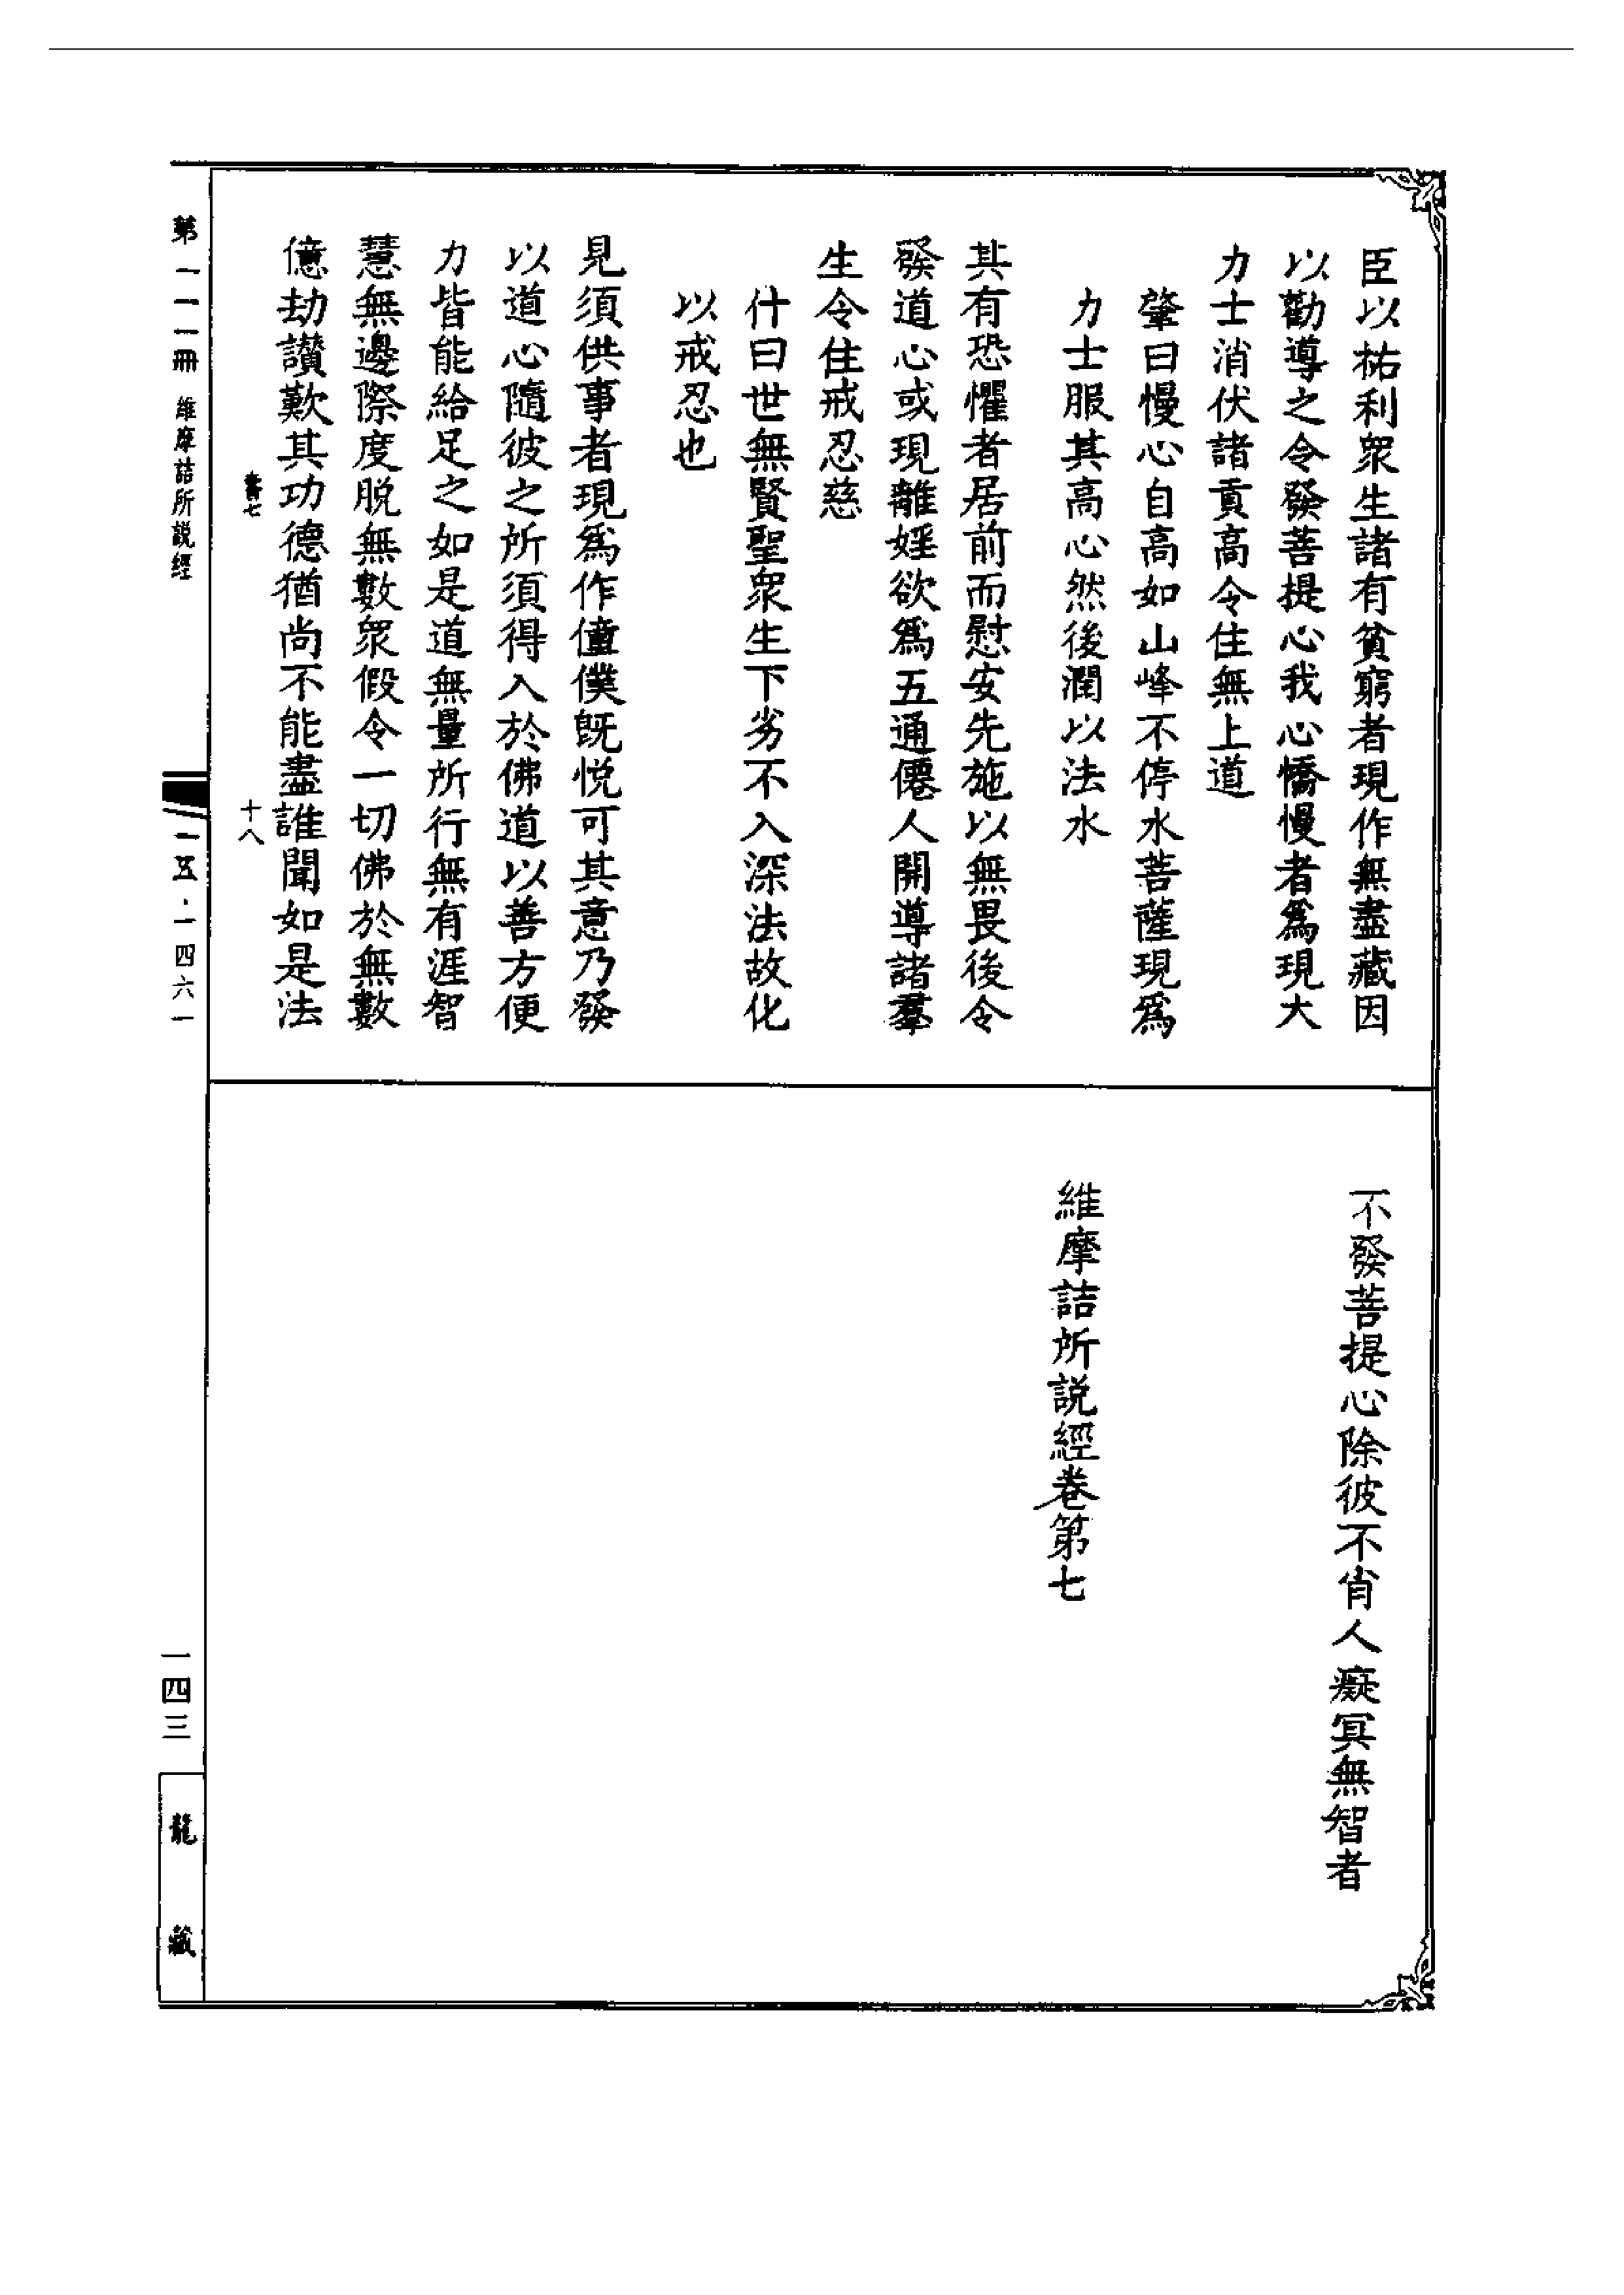 臣以祐利衆生諸有貧窮者現作無盡藏因
以勸導之令發菩提心我心憍慢者爲現大
力士消伏諸貢高令住無上道
肇曰慢心自高如山峰不停水菩薩現爲
力士服其高心然後潤以法水
其有恐懼者居前而慰安先施以無畏後令
發道心或現離婬欲爲五通僊人開導諸羣
生令住戒忍慈
什曰世無賢聖衆生下劣不入深法故化
以戒忍也
見須供事者現爲作僮僕旣悅可其意乃發
以道心隨彼之所須得入於佛道以善方便
力皆能給足之如是道無量所行無有涯智
慧無邊際度脫無數衆假令一切佛於無數
億劫讚歎其功德猶尚不能盡誰聞如是法
七
十八
不發菩提心除彼不肖人癡冥無智者
維摩詰所說經卷第七
第一一一冊 維摩詰所説經
一五·一四六一
一四三
龍藏